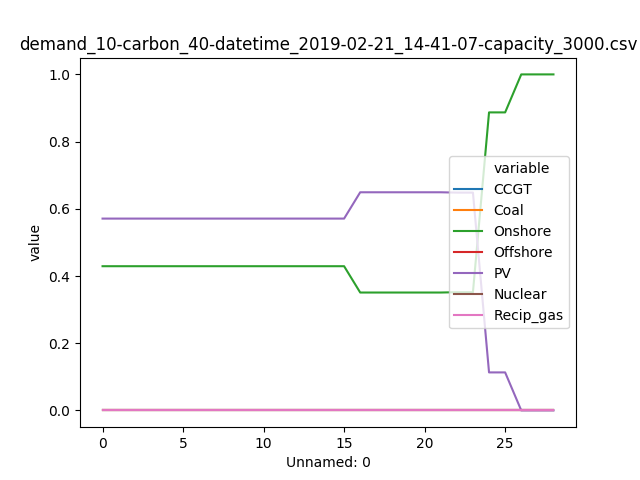 demand_10-carbon_40-datetime_2019-02-21_14-41-07-capacity_3000.csv
1.0
0.8
0.6
0.4
0.2
0.0
value
variable
CCGT
Coal
Onshore
Offshore
PV
Nuclear
Recip_gas
0 5 10 15 20 25
Unnamed: 0